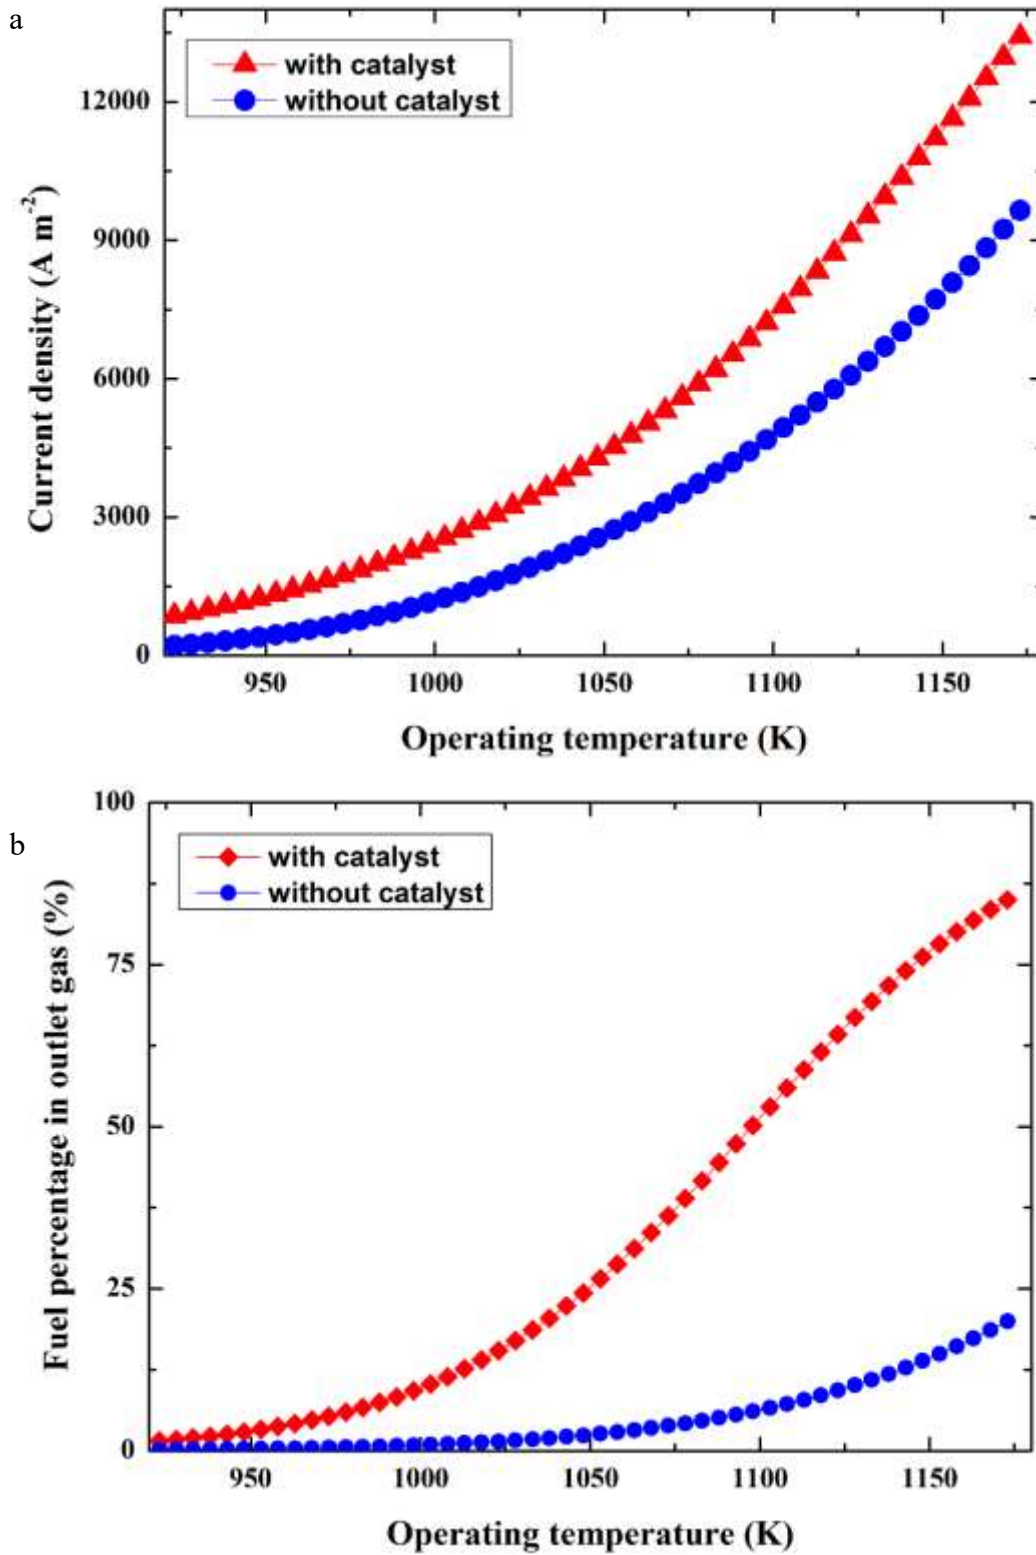 a
with catalyst
without catalyst
12000
9000
6000
3000
0
Current density (A m⁻²)
950 1000 1050 1100 1150
Operating temperature (K)
b
with catalyst
without catalyst
100
75
50
25
0
Fuel percentage in outlet gas (%)
950 1000 1050 1100 1150
Operating temperature (K)